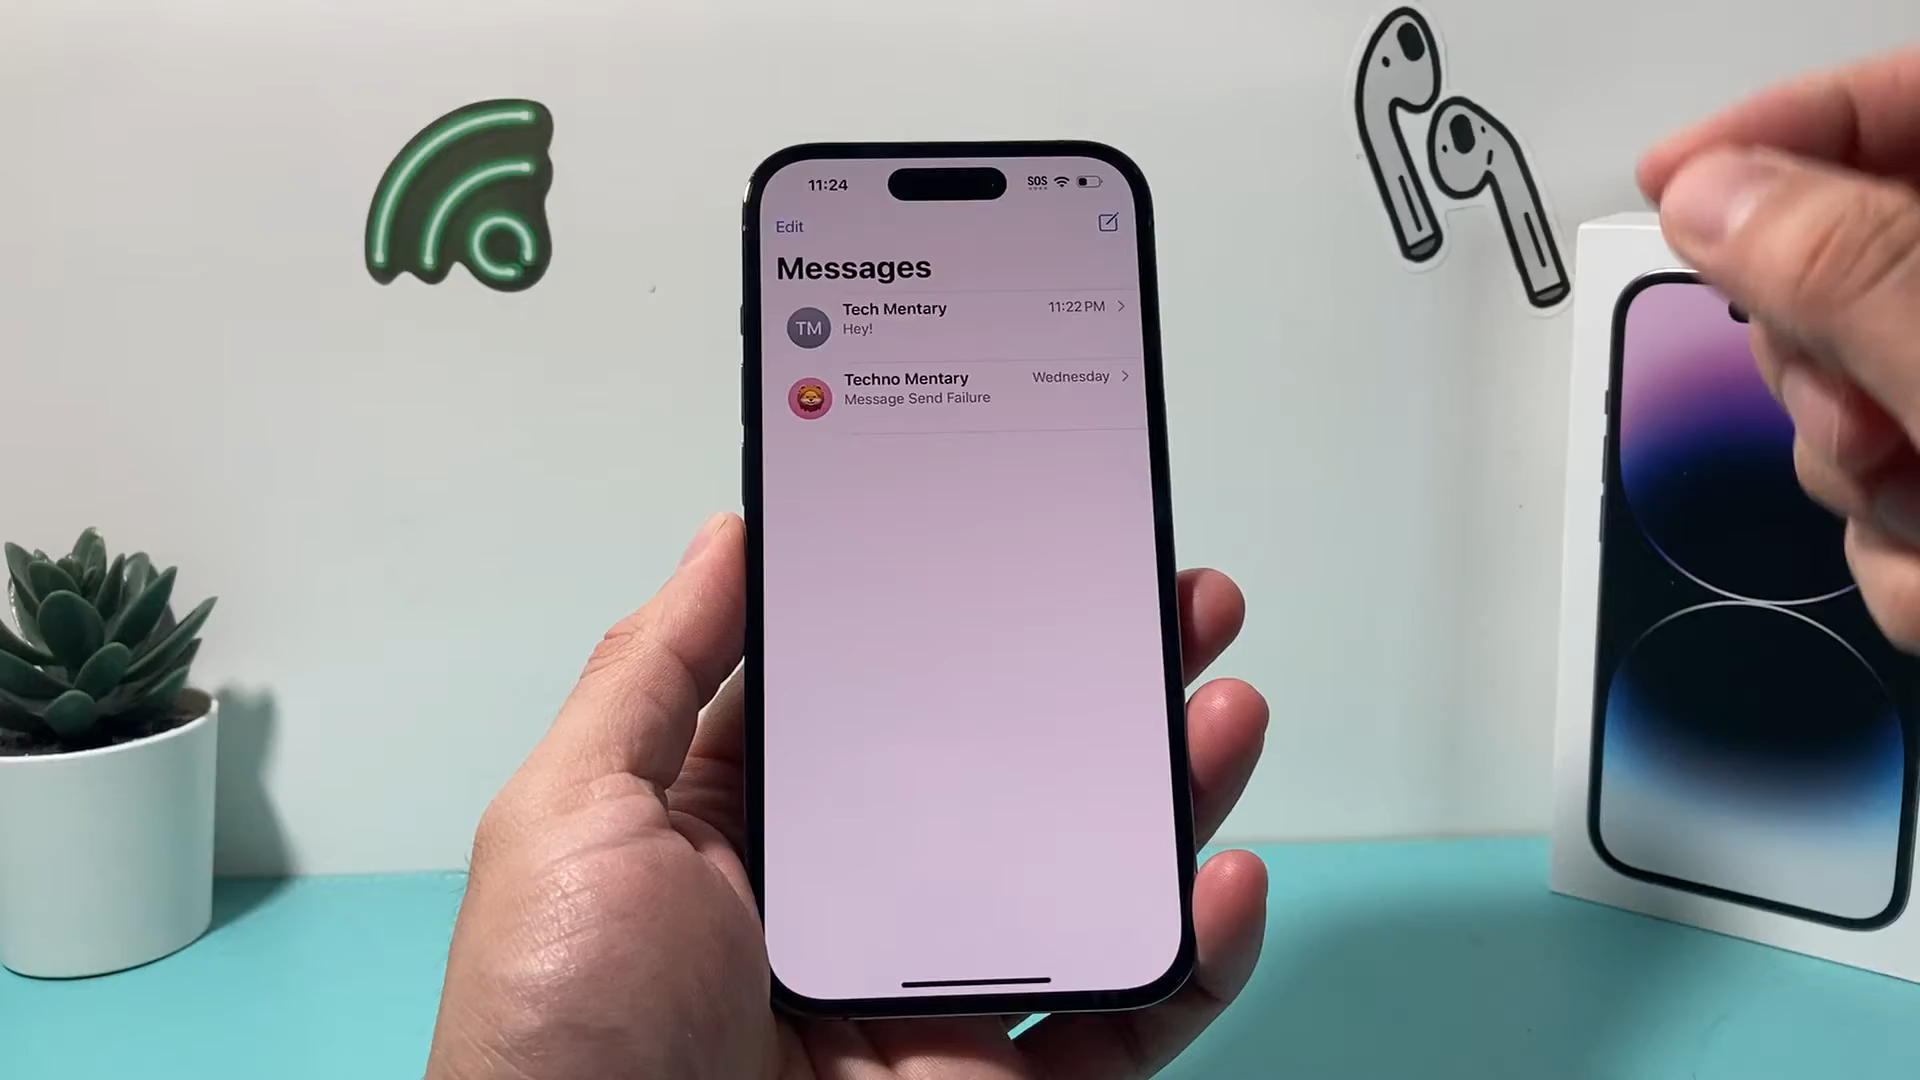 11:24
SOS
Edit
Messages
Tech Mentary
11:22 PM
TM
Hey!
Techno Mentary
Wednesday
Message Send Failure